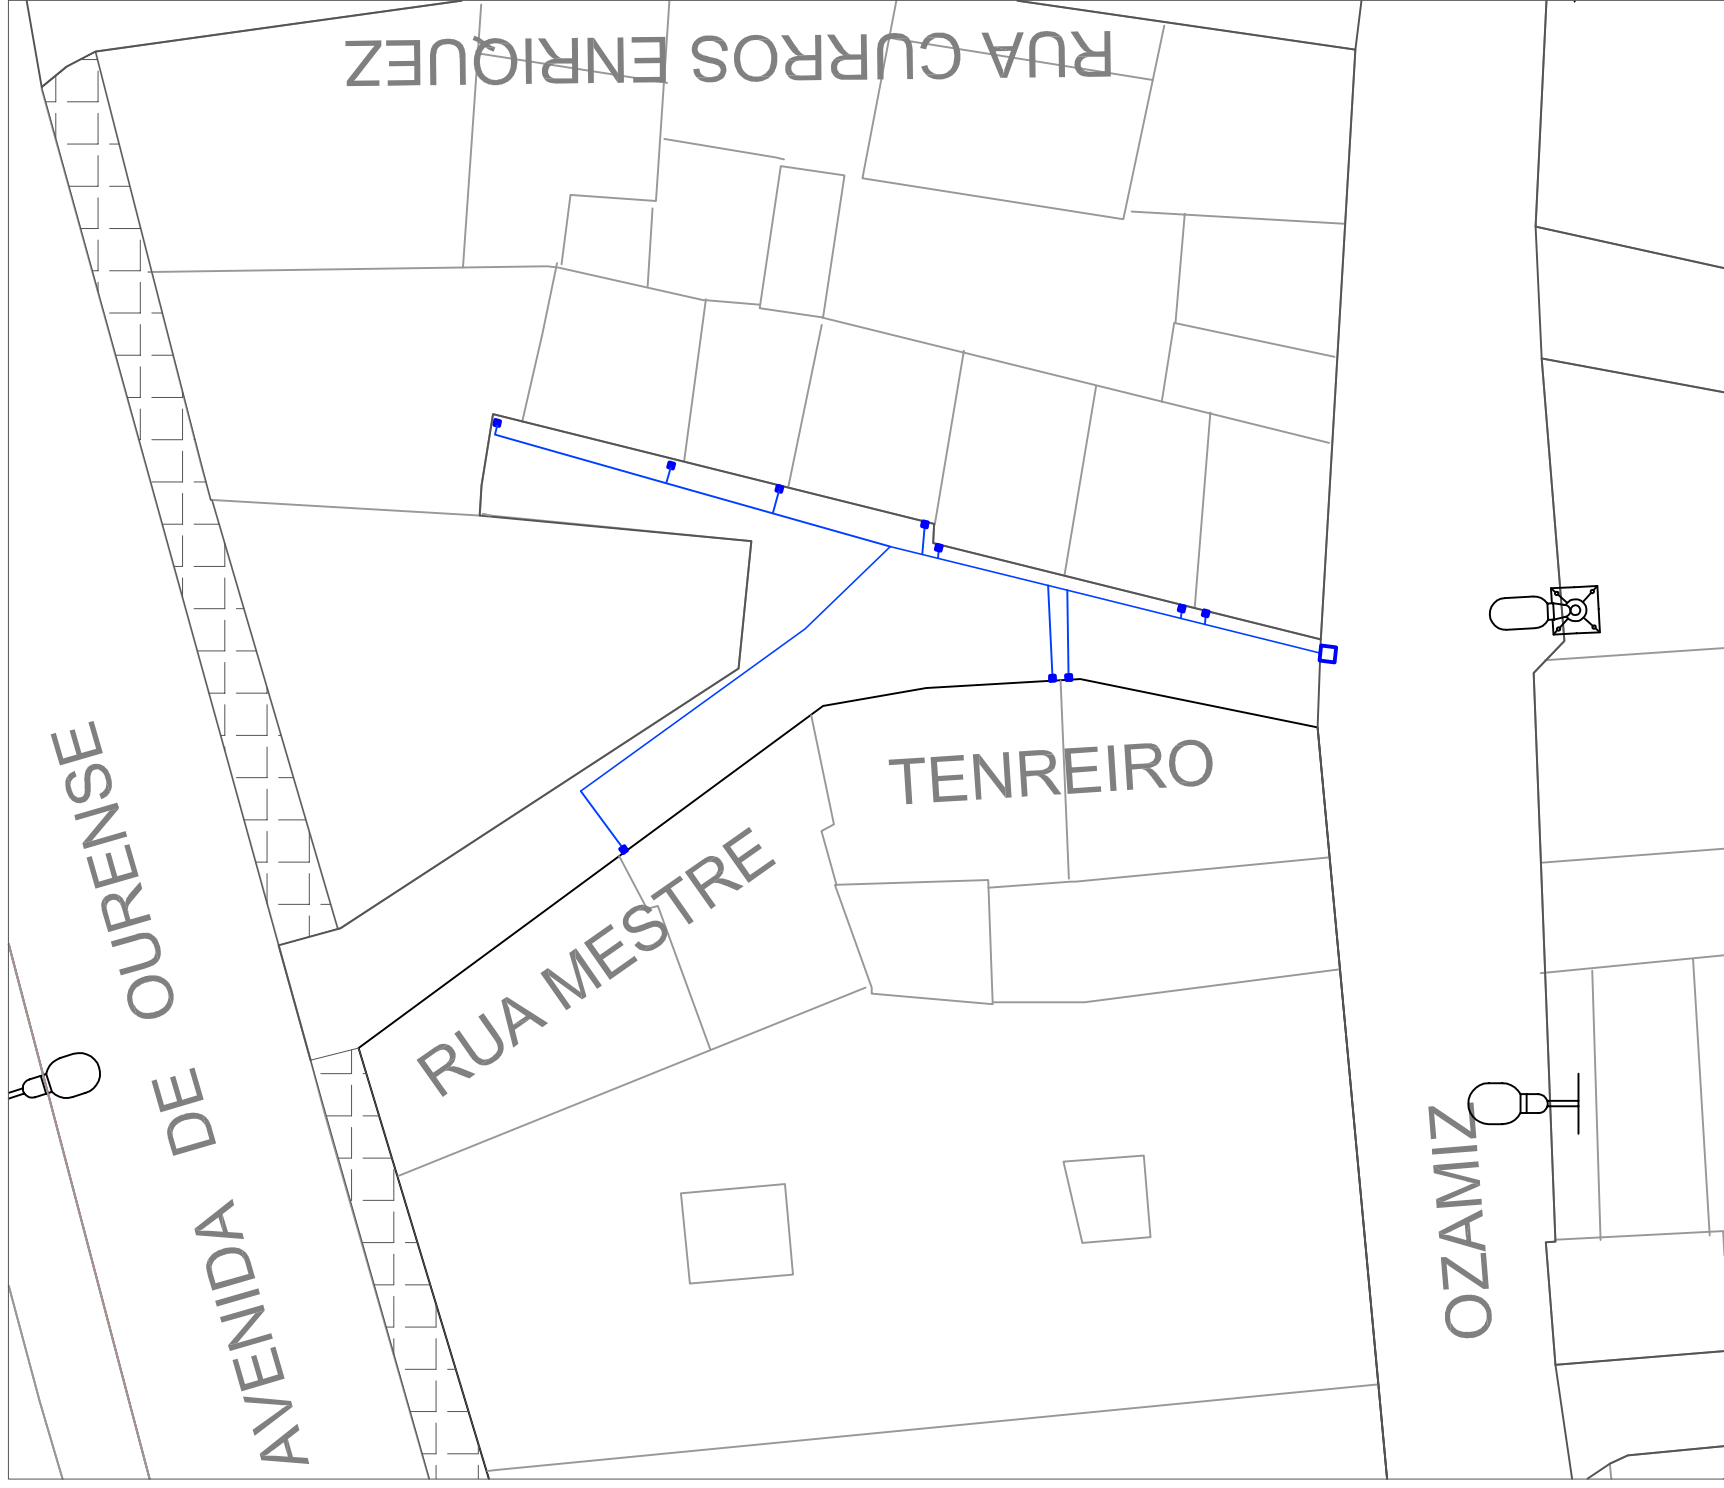 RUA CURROS ENRIQUEZ
AVENIDA DE OURENSE
RUA MESTRE
TENREIRO
OZAMIZ